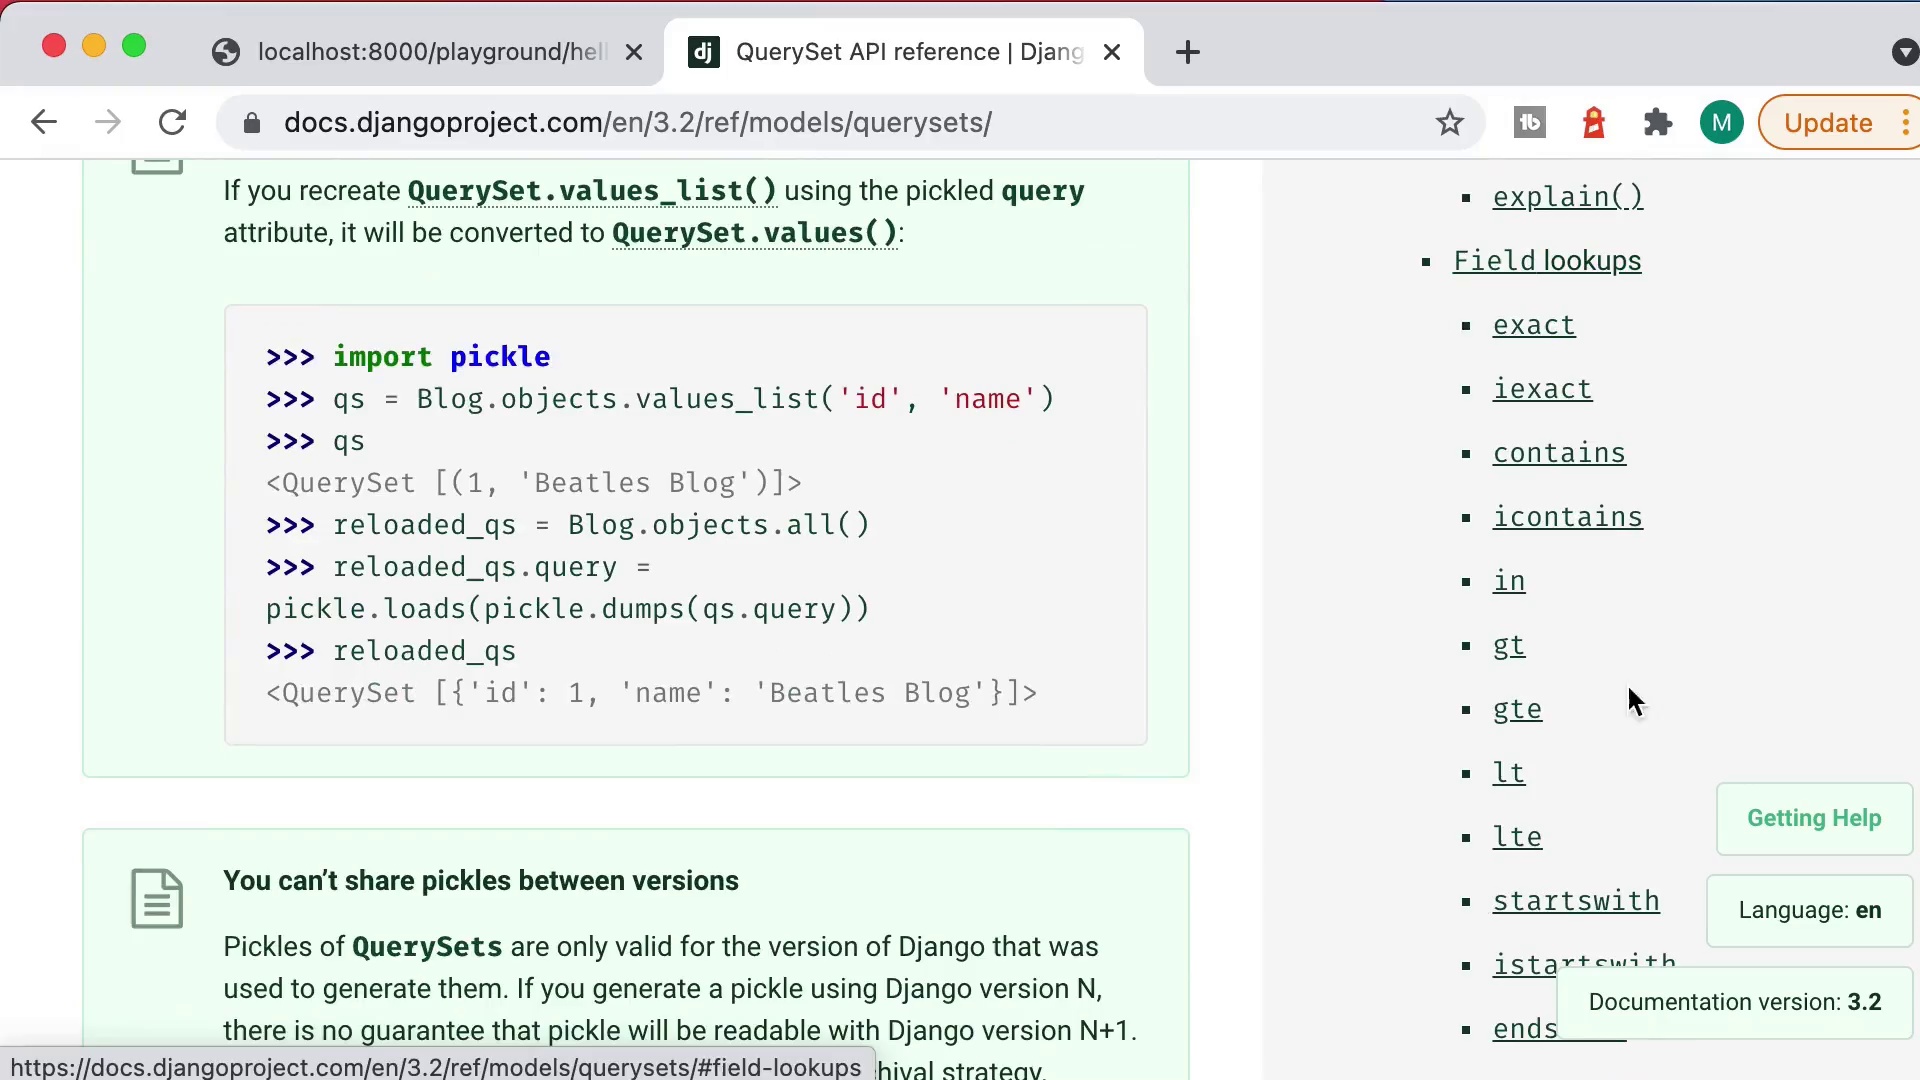 localhost:8000/playground/hell
QuerySet API reference | Djang
docs.djangoproject.com/en/3.2/ref/models/querysets/
M
Update
If you recreate QuerySet.values_list() using the pickled query
attribute, it will be converted to QuerySet.values():
>>> import pickle
>>> qs = Blog.objects.values_list('id', 'name')
>>> qs
<QuerySet [(1, 'Beatles Blog')]>
>>> reloaded_qs = Blog.objects.all()
>>> reloaded_qs.query =
pickle.loads(pickle.dumps(qs.query))
>>> reloaded_qs
<QuerySet [{'id': 1, 'name': 'Beatles Blog'}]>
You can’t share pickles between versions
Pickles of QuerySets are only valid for the version of Django that was
used to generate them. If you generate a pickle using Django version N,
there is no guarantee that pickle will be readable with Django version N+1.
hival strategy.
https://docs.djangoproject.com/en/3.2/ref/models/querysets/#field-lookups
explain()
Field lookups
exact
iexact
contains
icontains
in
gt
gte
lt
lte
startswith
istartswith
ends
Getting Help
Language: en
Documentation version: 3.2